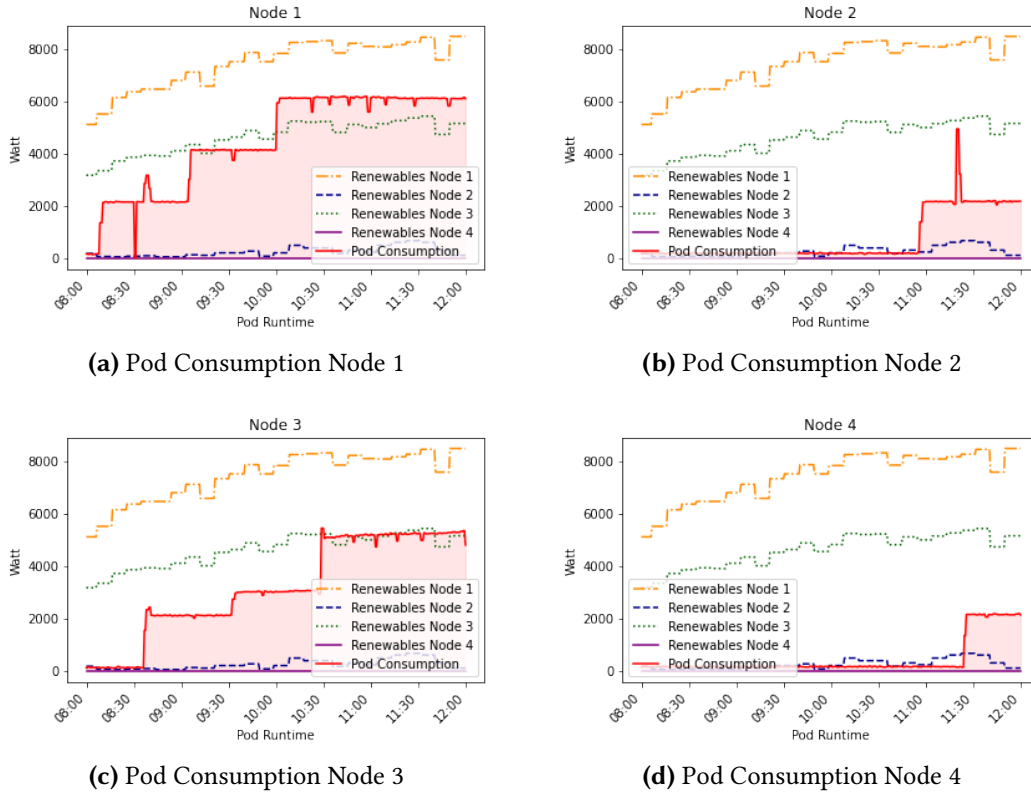 Node 1
8000
6000
4000
2000
0
Watt
Renewables Node 1
Renewables Node 2
Renewables Node 3
Renewables Node 4
Pod Consumption
08:00
08:30
09:00
09:30
10:00
10:30
11:00
11:30
12:00
Pod Runtime
(a) Pod Consumption Node 1
Node 2
8000
6000
4000
2000
0
Watt
Renewables Node 1
Renewables Node 2
Renewables Node 3
Renewables Node 4
Pod Consumption
08:00
08:30
09:00
09:30
10:00
10:30
11:00
11:30
12:00
Pod Runtime
(b) Pod Consumption Node 2
Node 3
8000
6000
4000
2000
0
Watt
Renewables Node 1
Renewables Node 2
Renewables Node 3
Renewables Node 4
Pod Consumption
08:00
08:30
09:00
09:30
10:00
10:30
11:00
11:30
12:00
Pod Runtime
(c) Pod Consumption Node 3
Node 4
8000
6000
4000
2000
0
Watt
Renewables Node 1
Renewables Node 2
Renewables Node 3
Renewables Node 4
Pod Consumption
08:00
08:30
09:00
09:30
10:00
10:30
11:00
11:30
12:00
Pod Runtime
(d) Pod Consumption Node 4